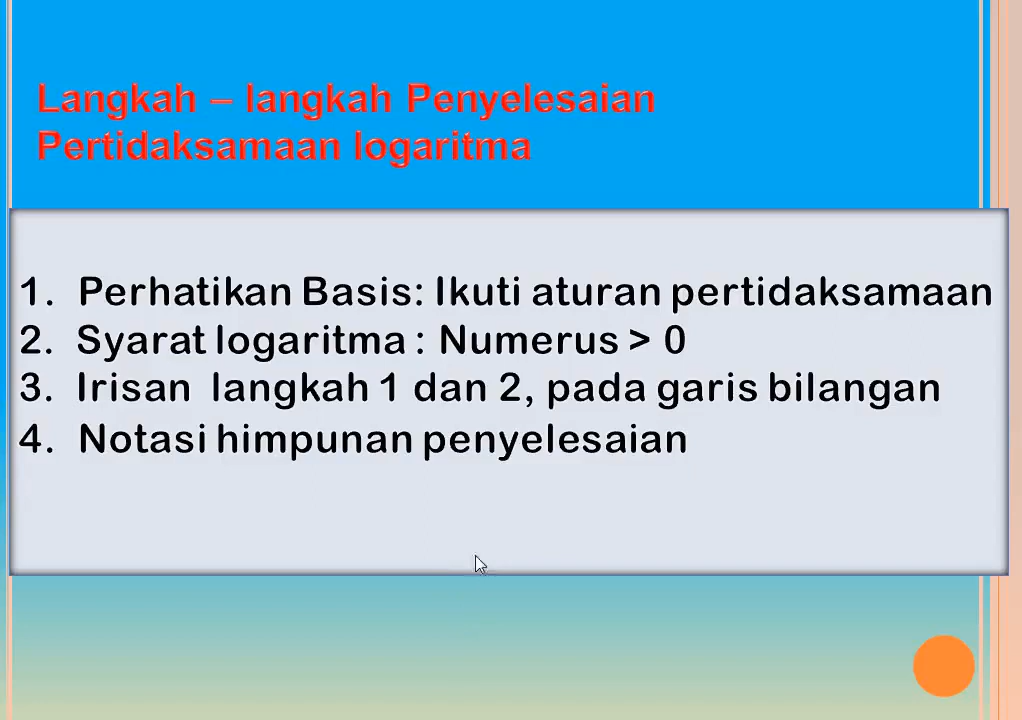 Langkah – langkah Penyelesaian
Pertidaksamaan logaritma
1. Perhatikan Basis: Ikuti aturan pertidaksamaan
2. Syarat logaritma : Numerus > 0
3. Irisan langkah 1 dan 2, pada garis bilangan
4. Notasi himpunan penyelesaian